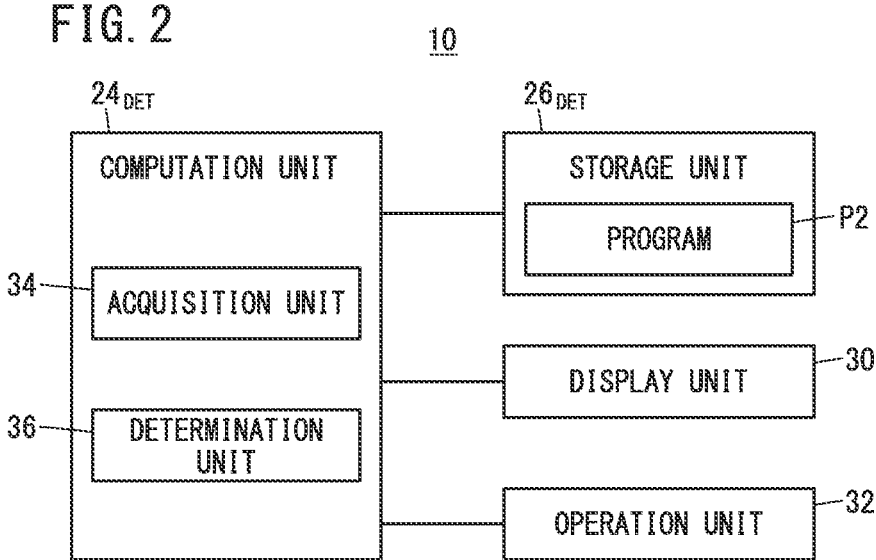 FIG. 2
10
24DET
COMPUTATION UNIT
34
ACQUISITION UNIT
36
DETERMINATION
UNIT
26DET
STORAGE UNIT
PROGRAM
P2
DISPLAY UNIT
30
OPERATION UNIT
32